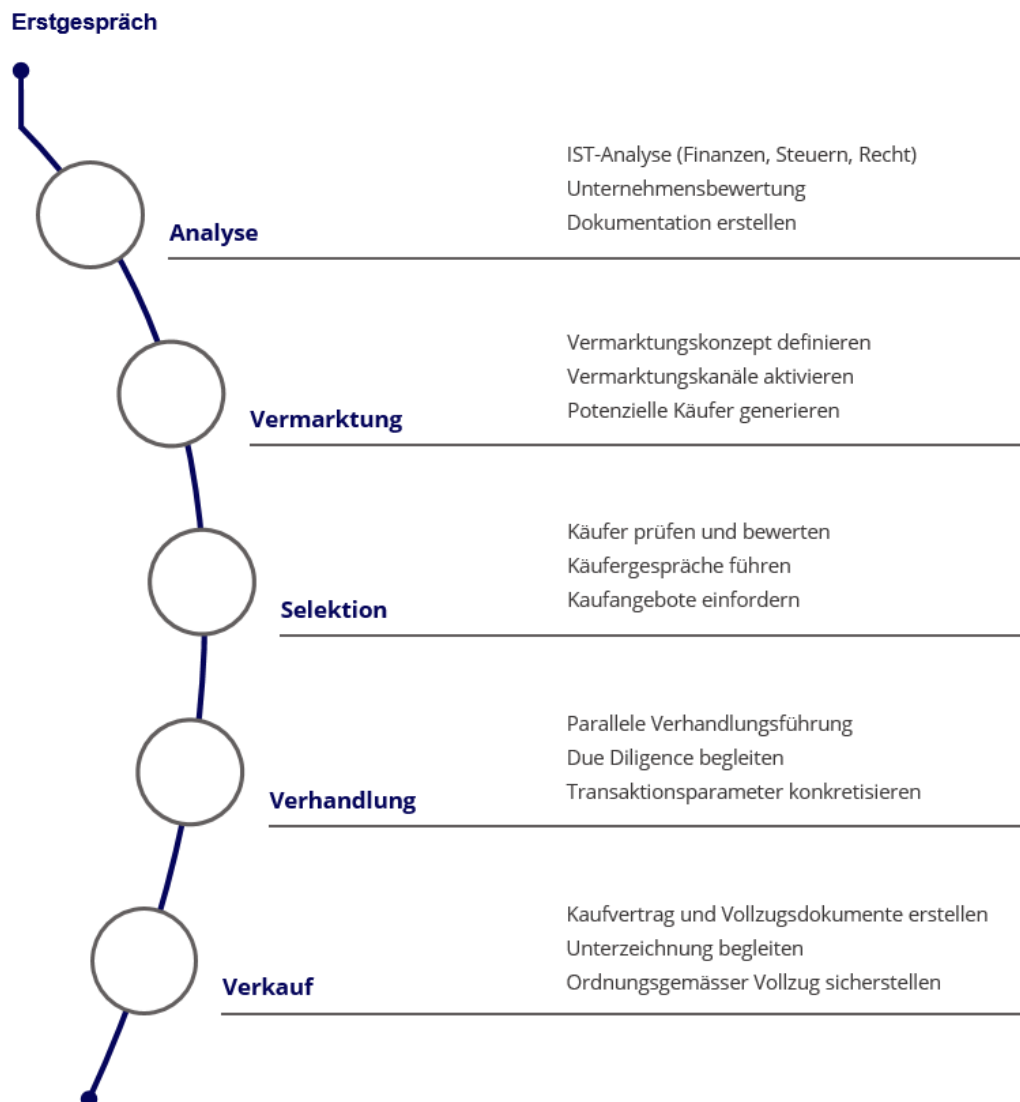 Erstgespräch
IST-Analyse (Finanzen, Steuern, Recht)
Unternehmensbewertung
Dokumentation erstellen
Analyse
Vermarktungskonzept definieren
Vermarktungskanäle aktivieren
Potenzielle Käufer generieren
Vermarktung
Käufer prüfen und bewerten
Käufergespräche führen
Kaufangebote einfordern
Selektion
Parallele Verhandlungsführung
Due Diligence begleiten
Transaktionsparameter konkretisieren
Verhandlung
Kaufvertrag und Vollzugsdokumente erstellen
Unterzeichnung begleiten
Ordnungsgemässer Vollzug sicherstellen
Verkauf